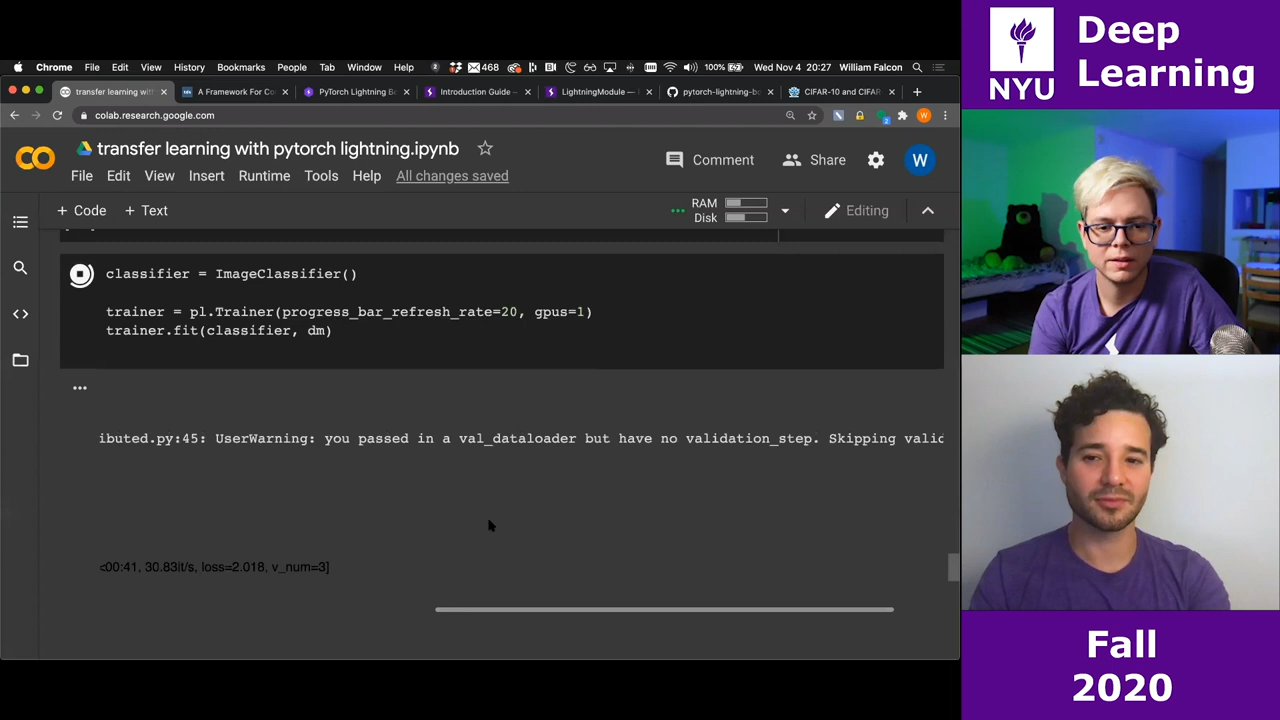 Chrome File Edit View History Bookmarks People Tab Window Help 468 100% Wed Nov 4 20:27 William Falcon
transfer learning wit
A Framework For Co
PyTorch Lightning Bo
Introduction Guide —
LightningModule — P
pytorch-lightning-bo
CIFAR-10 and CIFAR
colab.research.google.com
transfer learning with pytorch lightning.ipynb
Comment Share W
File Edit View Insert Runtime Tools Help All changes saved
+ Code + Text
RAM
Disk
Editing
classifier = ImageClassifier()
trainer = pl.Trainer(progress_bar_refresh_rate=20, gpus=1)
trainer.fit(classifier, dm)
ibuted.py:45: UserWarning: you passed in a val_dataloader but have no validation_step. Skipping valid
<00:41, 30.83it/s, loss=2.018, v_num=3]
NYU
Deep
Learning
Fall
2020